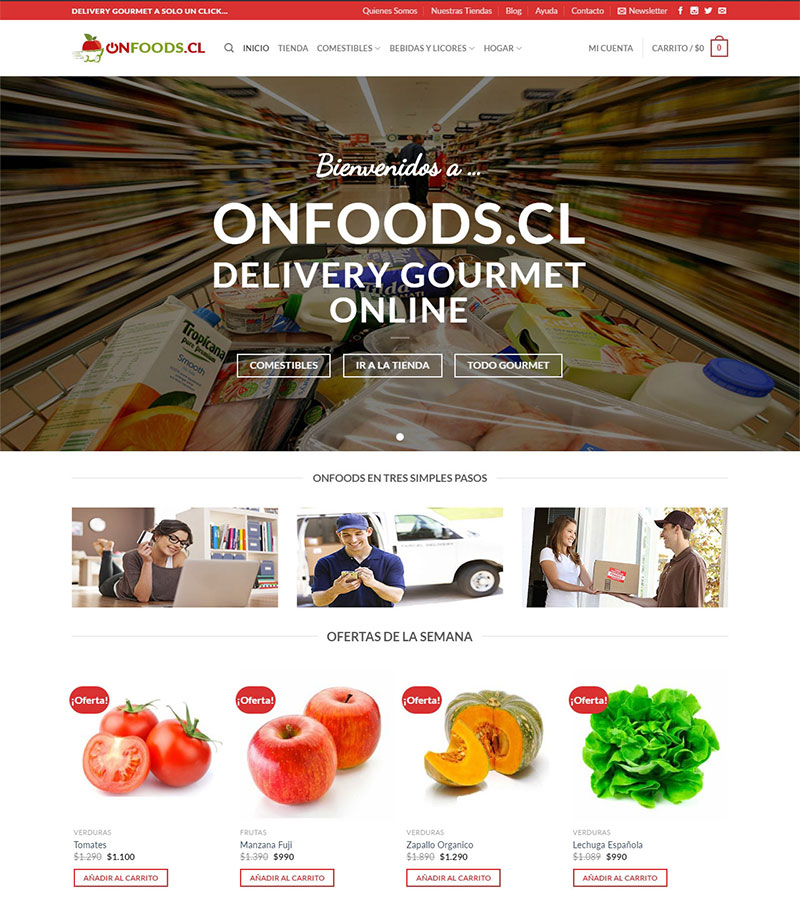 DELIVERY GOURMET A SOLO UN CLICK...
Quienes Somos
Nuestras Tiendas
Blog
Ayuda
Contacto
Newsletter
ONFOODS.CL
INICIO
TIENDA
COMESTIBLES
BEBIDAS Y LICORES
HOGAR
MI CUENTA
CARRITO / $0
0
Bienvenidos a ...
ONFOODS.CL
DELIVERY GOURMET
ONLINE
Tropicana
pure premium
Smooth
COMESTIBLES
IR A LA TIENDA
TODO GOURMET
ONFOODS EN TRES SIMPLES PASOS
OFERTAS DE LA SEMANA
¡Oferta!
¡Oferta!
¡Oferta!
¡Oferta!
VERDURAS
Tomates
$1.290 $1.100
AÑADIR AL CARRITO
FRUTAS
Manzana Fuji
$1.390 $990
AÑADIR AL CARRITO
VERDURAS
Zapallo Organico
$1.890 $1.290
AÑADIR AL CARRITO
VERDURAS
Lechuga Española
$1.089 $990
AÑADIR AL CARRITO